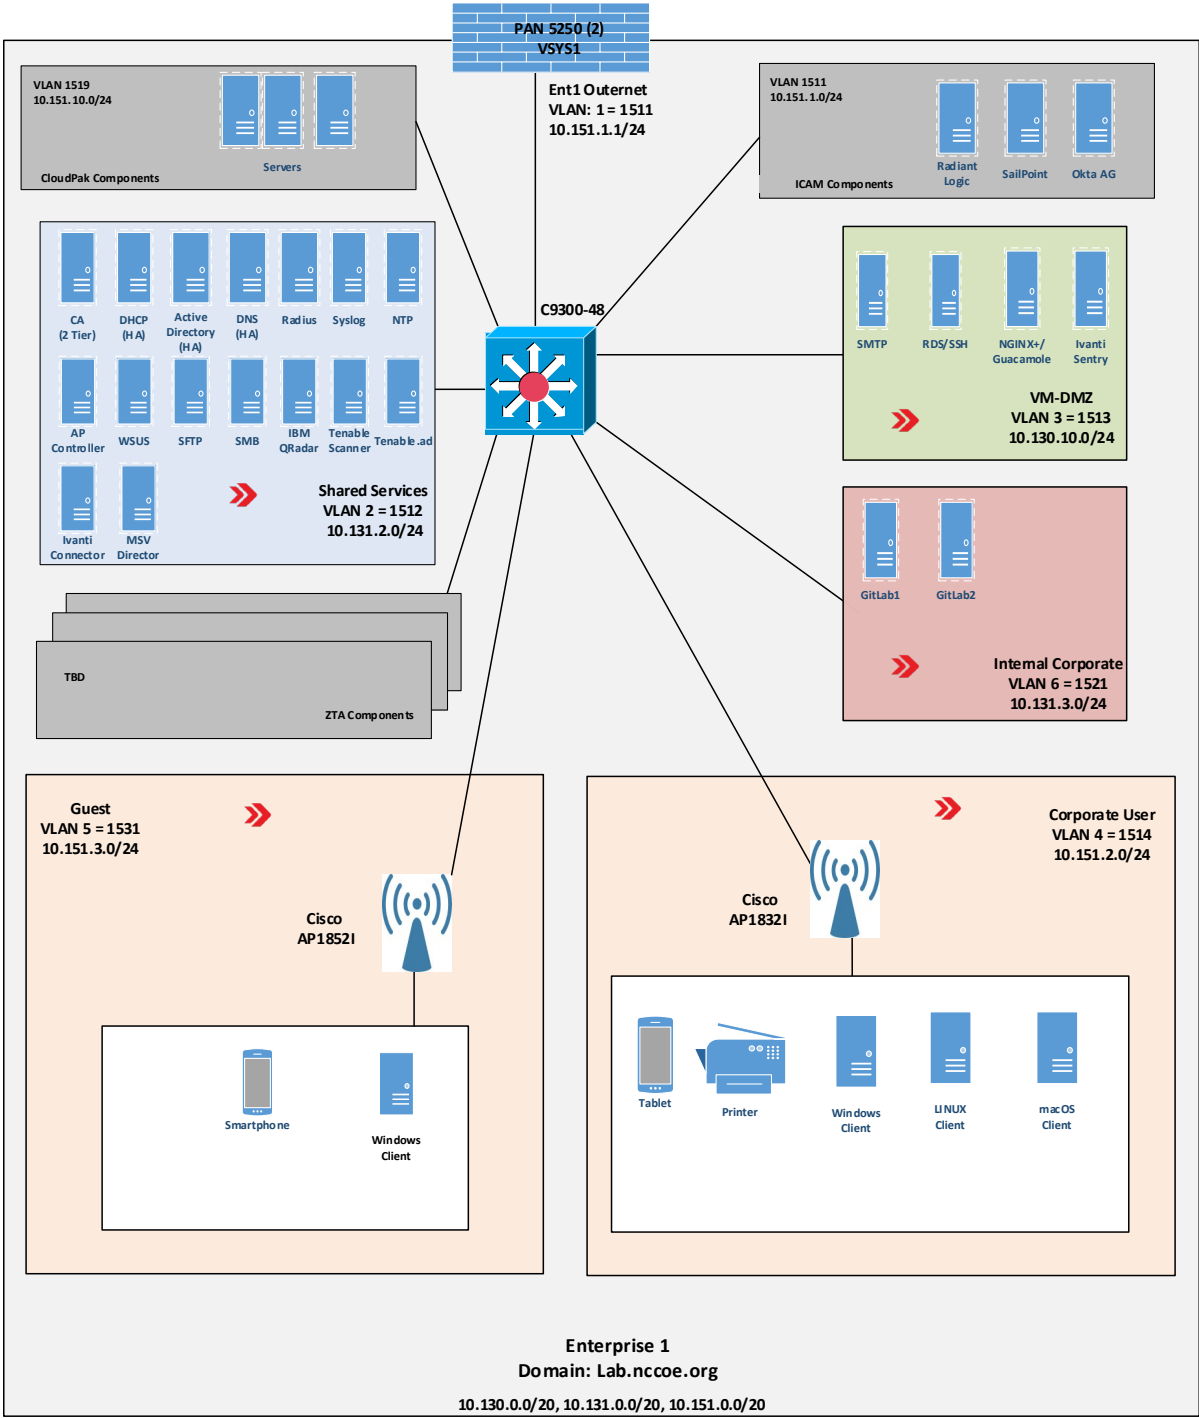 PAN 5250 (2)
VSYS1
Ent1 Outernet
VLAN: 1 = 1511
10.151.1.1/24
VLAN 1519
10.151.10.0/24
Servers
CloudPak Components
VLAN 1511
10.151.1.0/24
Radiant
Logic
SailPoint
Okta AG
ICAM Components
C9300-48
CA
(2 Tier)
DHCP
(HA)
Active
Directory
(HA)
DNS
(HA)
Radius
Syslog
NTP
AP
Controller
WSUS
SFTP
SMB
IBM
QRadar
Tenable
Scanner
Tenable.ad
Ivanti
Connector
MSV
Director
Shared Services
VLAN 2 = 1512
10.131.2.0/24
SMTP
RDS/SSH
NGINX+/
Guacamole
Ivanti
Sentry
VM-DMZ
VLAN 3 = 1513
10.130.10.0/24
GitLab1
GitLab2
Internal Corporate
VLAN 6 = 1521
10.131.3.0/24
TBD
ZTA Components
Guest
VLAN 5 = 1531
10.151.3.0/24
Cisco
AP1852I
Smartphone
Windows
Client
Corporate User
VLAN 4 = 1514
10.151.2.0/24
Cisco
AP1832I
Tablet
Printer
Windows
Client
LINUX
Client
macOS
Client
Enterprise 1
Domain: Lab.nccoe.org
10.130.0.0/20, 10.131.0.0/20, 10.151.0.0/20